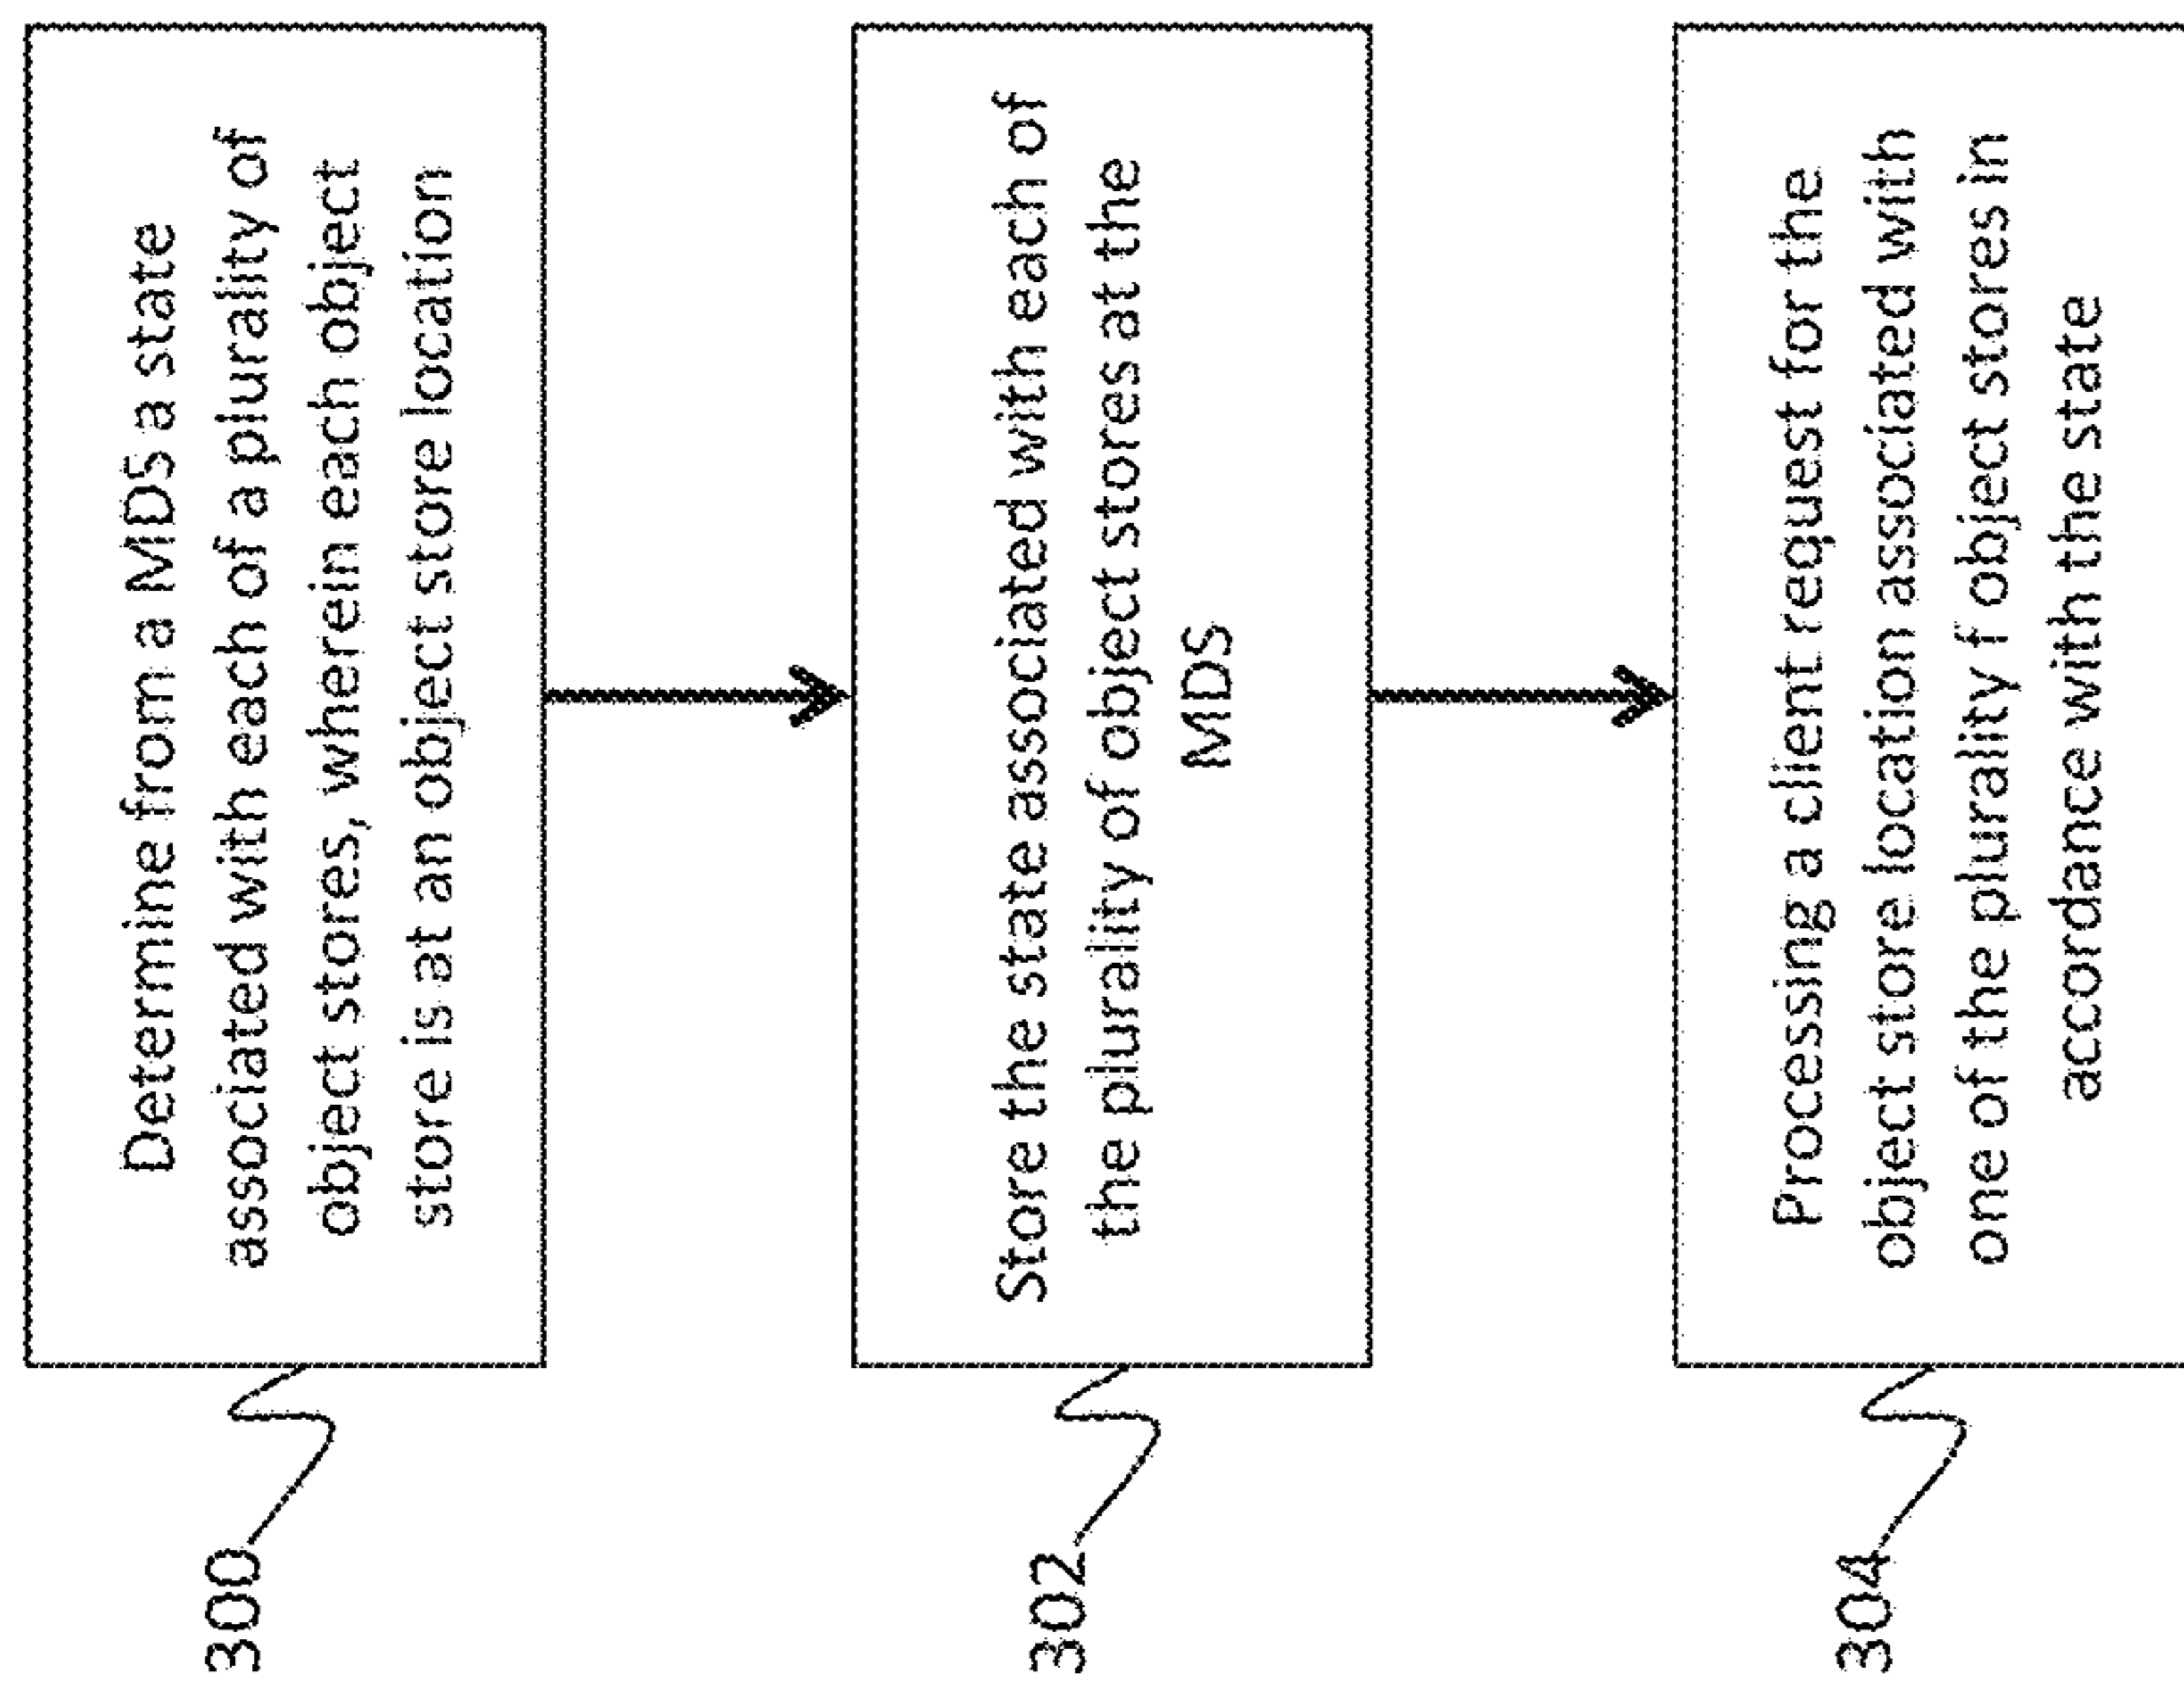 300
Determine from a MDS a state
associated with each of a plurality of
object stores, wherein each object
store is at an object store location
302
Store the state associated with each of
the plurality of object stores at the
MDS
304
Processing a client request for the
object store location associated with
one of the plurality f object stores in
accordance with the state